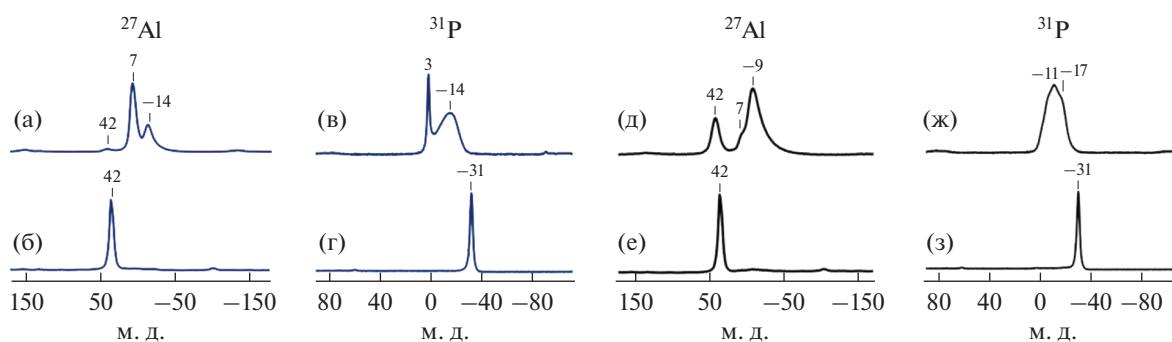 ²⁷Al ³¹P ²⁷Al ³¹P
7 3 −9 −11 −17
(а) 42 −14 (в) −14 (д) 42 7 (ж)
42 −31 42 −31
(б) (г) (е) (з)
150 50 −50 −150 80 40 0 −40 −80 150 50 −50 −150 80 40 0 −40 −80
м. д. м. д. м. д. м. д.